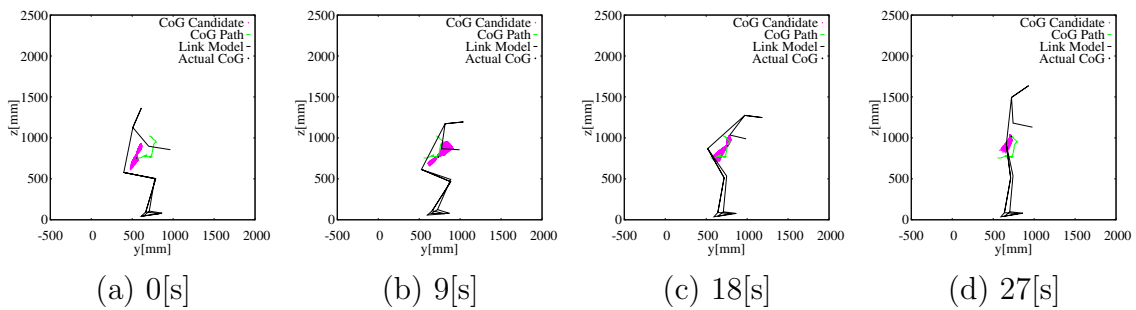 2500
2000
1500
1000
500
0
z[mm]
-500 0 500 1000 1500 2000
y[mm]
CoG Candidate
CoG Path
Link Model
Actual CoG
(a) 0[s]
2500
2000
1500
1000
500
0
z[mm]
-500 0 500 1000 1500 2000
y[mm]
CoG Candidate
CoG Path
Link Model
Actual CoG
(b) 9[s]
2500
2000
1500
1000
500
0
z[mm]
-500 0 500 1000 1500 2000
y[mm]
CoG Candidate
CoG Path
Link Model
Actual CoG
(c) 18[s]
2500
2000
1500
1000
500
0
z[mm]
-500 0 500 1000 1500 2000
y[mm]
CoG Candidate
CoG Path
Link Model
Actual CoG
(d) 27[s]